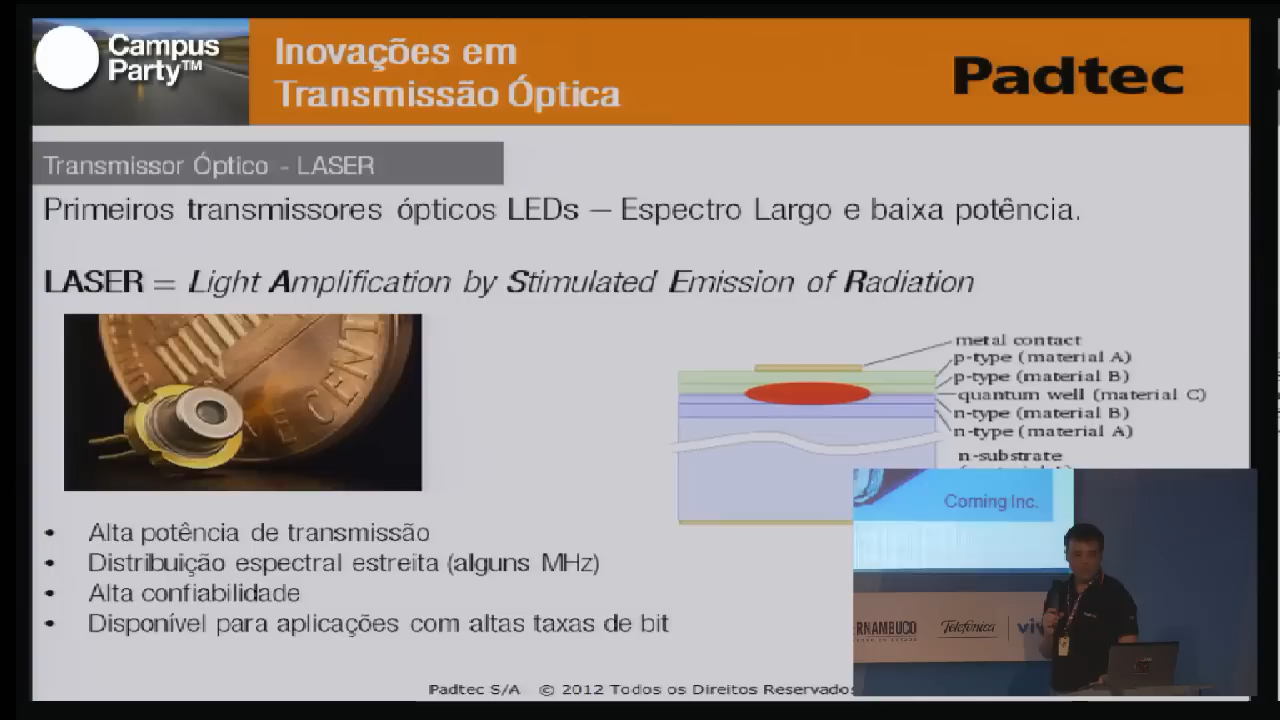 Campus
Party™
Inovações em
Transmissão Óptica
Padtec
Transmissor Óptico - LASER
Primeiros transmissores ópticos LEDs – Espectro Largo e baixa potência.
LASER = Light Amplification by Stimulated Emission of Radiation
CENT
metal contact
p-type (material A)
p-type (material B)
quantum well (material C)
n-type (material B)
n-type (material A)
n-substrate
• Alta potência de transmissão
• Distribuição espectral estreita (alguns MHz)
• Alta confiabilidade
• Disponível para aplicações com altas taxas de bit
Corning Inc.
RNAMBUCO
Telefónica
viv
Padtec S/A © 2012 Todos os Direitos Reservados